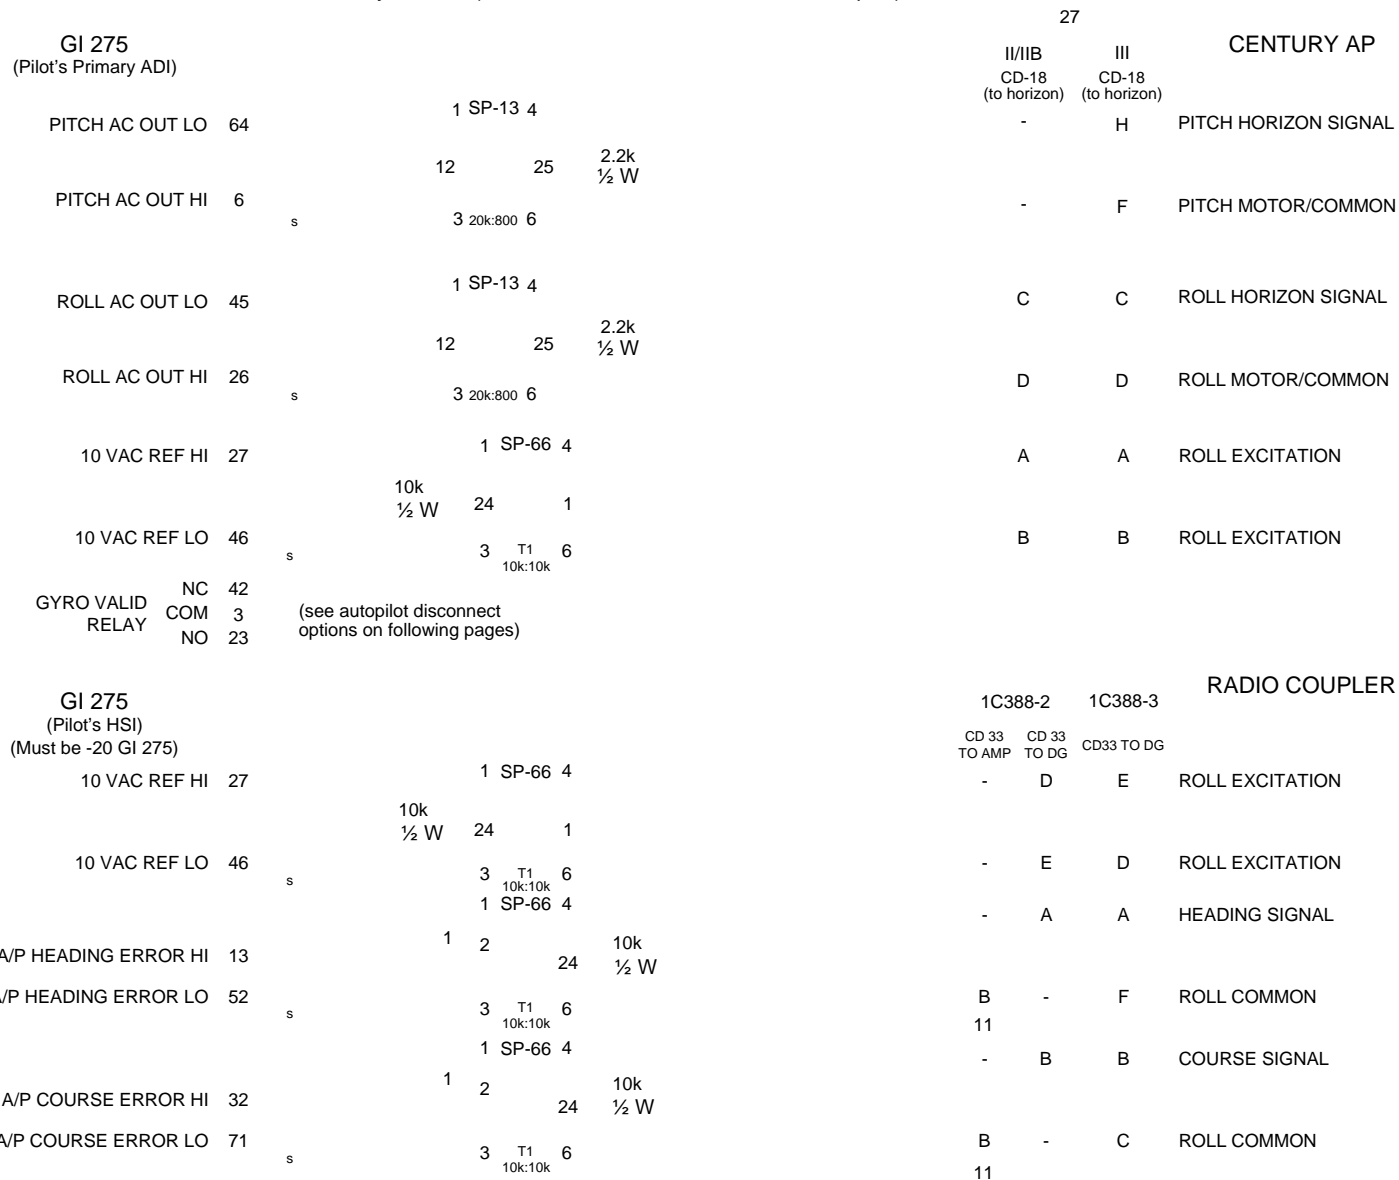 27
GI 275
(Pilot's Primary ADI)
II/IIB III CENTURY AP
CD-18 CD-18
(to horizon) (to horizon)
1 SP-13 4
PITCH AC OUT LO 64 - H PITCH HORIZON SIGNAL
12 25 2.2k
½ W
PITCH AC OUT HI 6 - F PITCH MOTOR/COMMON
s 3 20k:800 6
1 SP-13 4
ROLL AC OUT LO 45 C C ROLL HORIZON SIGNAL
12 25 2.2k
½ W
ROLL AC OUT HI 26 D D ROLL MOTOR/COMMON
s 3 20k:800 6
1 SP-66 4
10 VAC REF HI 27 A A ROLL EXCITATION
10k
½ W 24 1
10 VAC REF LO 46 B B ROLL EXCITATION
s 3 T1 6
10k:10k
NC 42
GYRO VALID COM 3 (see autopilot disconnect
RELAY NO 23 options on following pages)
RADIO COUPLER
GI 275 1C388-2 1C388-3
(Pilot's HSI)
(Must be -20 GI 275)
CD 33 CD 33 CD33 TO DG
TO AMP TO DG
1 SP-66 4
10 VAC REF HI 27 - D E ROLL EXCITATION
10k
½ W 24 1
10 VAC REF LO 46 - E D ROLL EXCITATION
s 3 T1 6
10k:10k
1 SP-66 4
- A A HEADING SIGNAL
1 2 10k
A/P HEADING ERROR HI 13 24 ½ W
A/P HEADING ERROR LO 52 B - F ROLL COMMON
s 3 T1 6
10k:10k 11
1 SP-66 4
- B B COURSE SIGNAL
1 2 10k
A/P COURSE ERROR HI 32 24 ½ W
A/P COURSE ERROR LO 71 B - C ROLL COMMON
s 3 T1 6
10k:10k 11